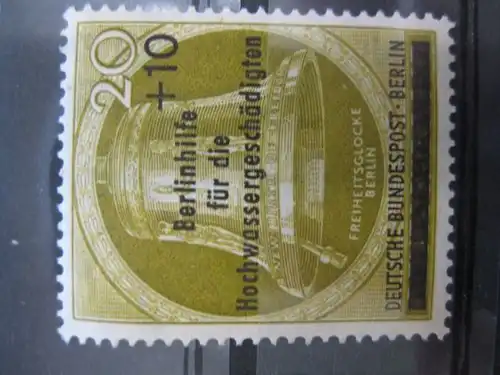 20
+10
Berlinhilfe
für die
Hochwassergeschädigten
FREIHEITSGLOCKE
BERLIN
DEUTSCHE BUNDESPOST · BERLIN